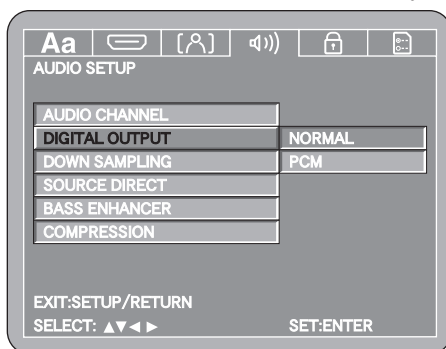 Aa
AUDIO SETUP
AUDIO CHANNEL
DIGITAL OUTPUT NORMAL
DOWN SAMPLING PCM
SOURCE DIRECT
BASS ENHANCER
COMPRESSION
EXIT:SETUP/RETURN
SELECT: ▲▼◄ ► SET:ENTER